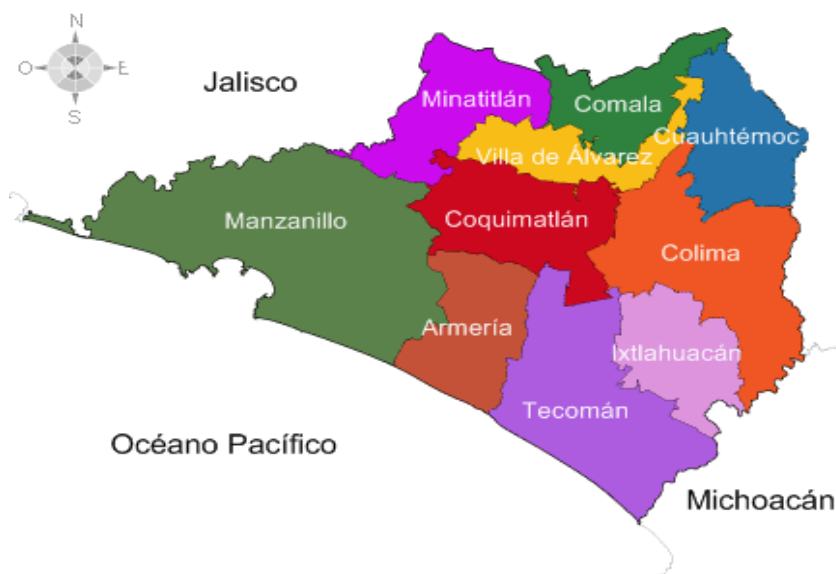 N
O
E
S
Jalisco
Minatitlán
Comala
Cuauhtémoc
Villa de Álvarez
Manzanillo
Coquimatlán
Colima
Armería
Ixtlahuacán
Tecomán
Océano Pacífico
Michoacán